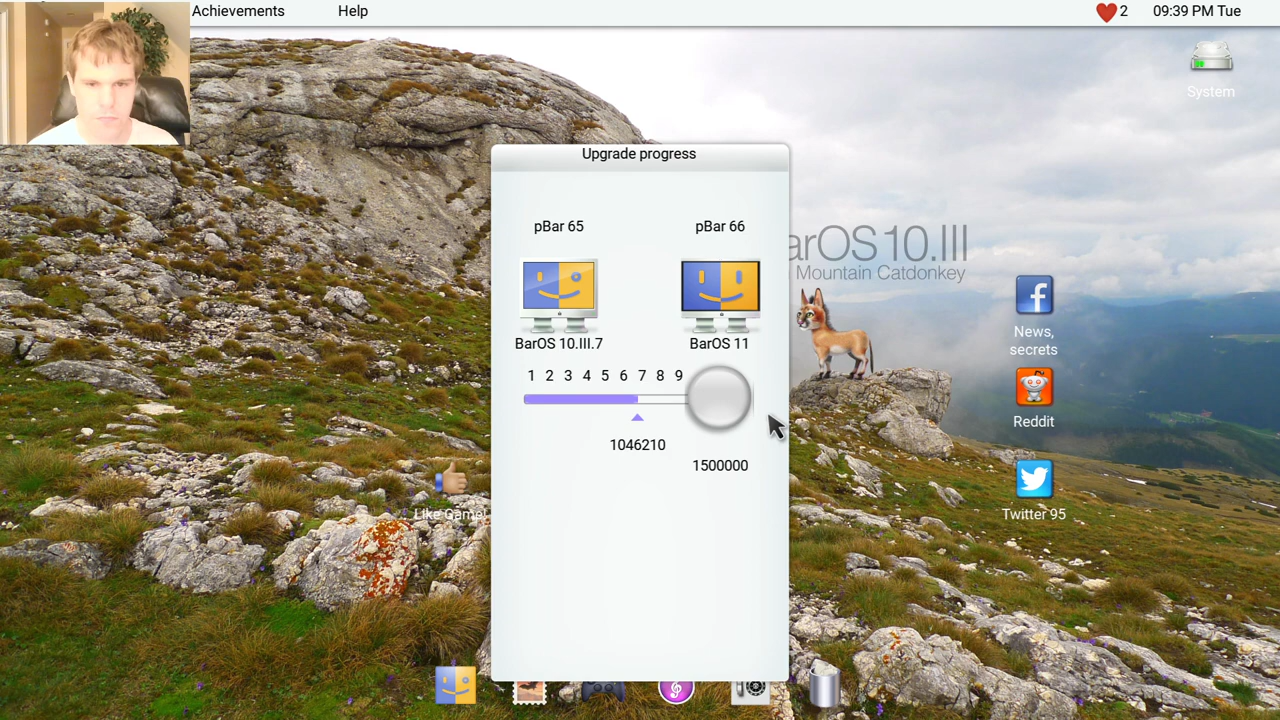 Achievements Help 2 09:39 PM Tue
System
Upgrade progress
pBar 65 pBar 66
arOS 10.III
Mountain Catdonkey
BarOS 10.III.7 BarOS 11
News,
secrets
1 2 3 4 5 6 7 8 9
Reddit
1046210
1500000
Like Game!
Twitter 95